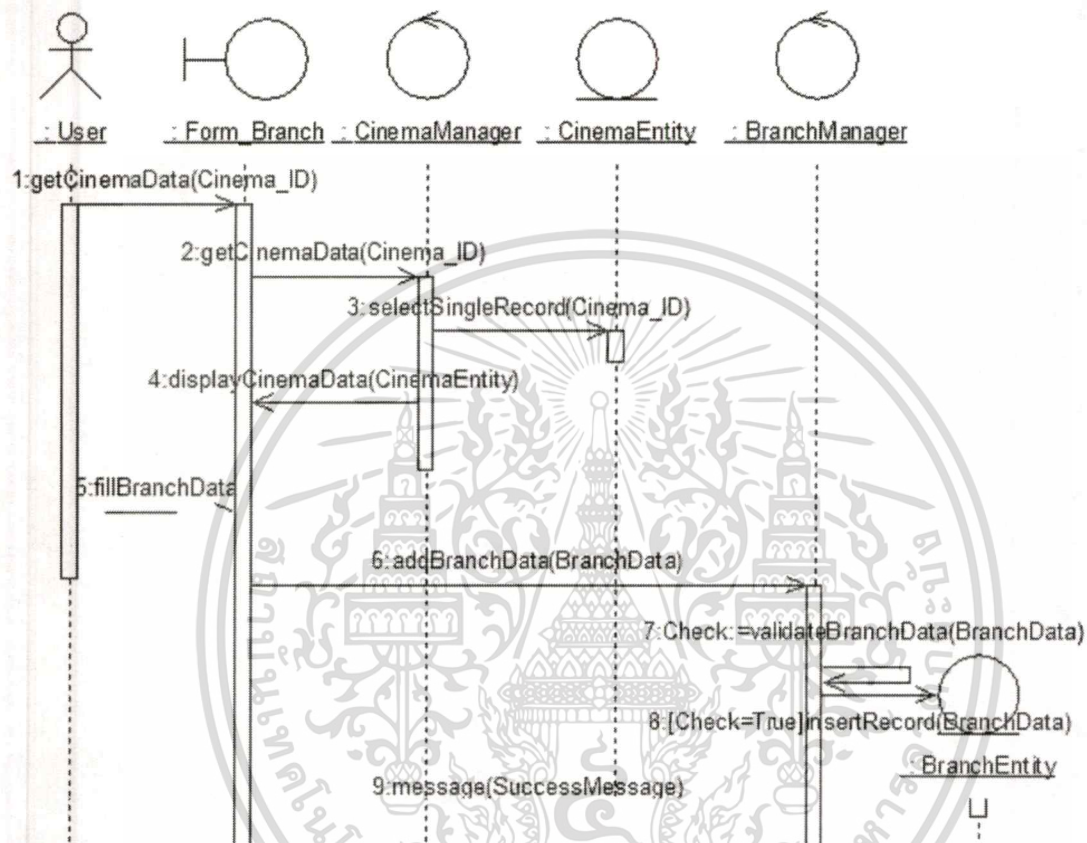 : User
: Form_Branch
: CinemaManager
: CinemaEntity
: BranchManager
1:getCinemaData(Cinema_ID)
2:getCinemaData(Cinema_ID)
3:selectSingleRecord(Cinema_ID)
4:displayCinemaData(CinemaEntity)
5:fillBranchData
6:addBranchData(BranchData)
7:Check:=validateBranchData(BranchData)
8:[Check=True]insertRecord(BranchData)
: BranchEntity
9:message(SuccessMessage)